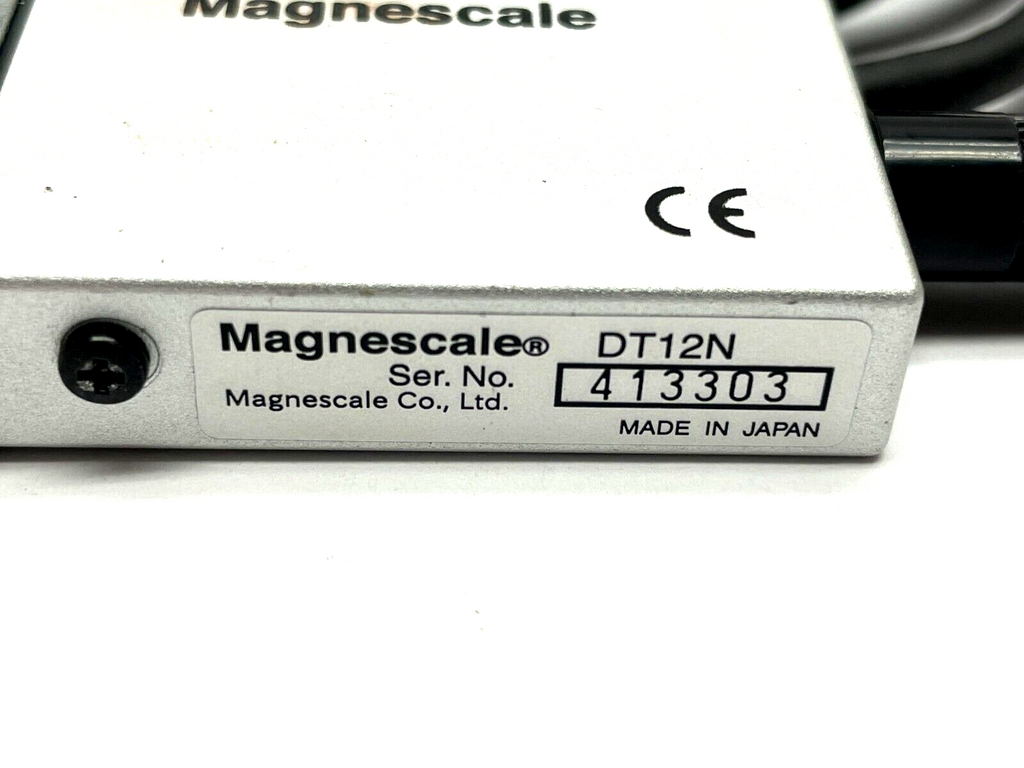 Magnescale
CE
Magnescale® DT12N
Ser. No. 413303
Magnescale Co., Ltd.
MADE IN JAPAN